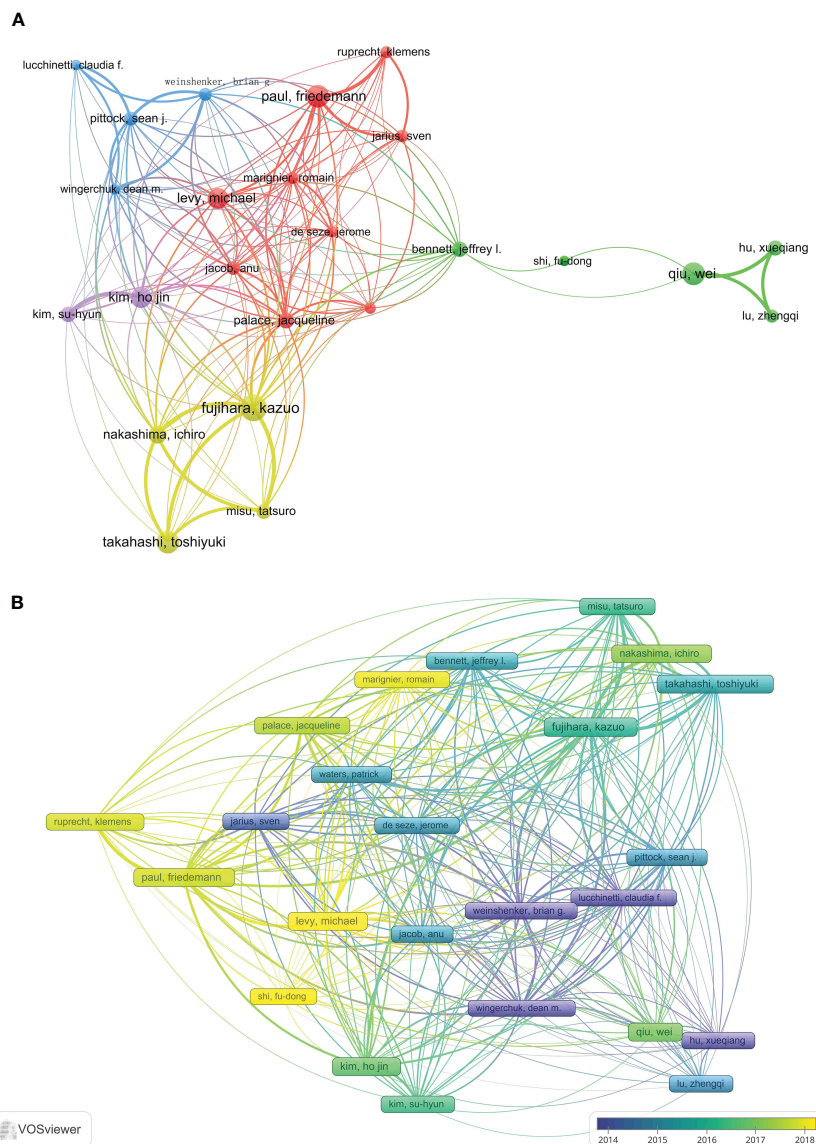 A
ruprecht, klemens
lucchinetti, claudia f.
weinshenker, brian g
paul, friedemann
pittock, sean j.
jarius, sven
marignier, romain
wingerchuk, dean m.
levy, michael
de seze, jerome
bennett, jeffrey l.
hu, xueqiang
shi, fu-dong
jacob, anu
qiu, wei
kim, ho jin
kim, su-hyun
palace, jacqueline
lu, zhengqi
fujihara, kazuo
nakashima, ichiro
misu, tatsuro
takahashi, toshiyuki
B
misu, tatsuro
nakashima, ichiro
bennett, jeffrey l.
marignier, romain
takahashi, toshiyuki
palace, jacqueline
fujihara, kazuo
waters, patrick
ruprecht, klemens
jarius, sven
de seze, jerome
pittock, sean j.
paul, friedemann
lucchinetti, claudia f.
weinshenker, brian g.
levy, michael
jacob, anu
shi, fu-dong
wingerchuk, dean m.
qiu, wei
hu, xueqiang
kim, ho jin
lu, zhengqi
kim, su-hyun
VOSviewer
2014 2015 2016 2017 2018